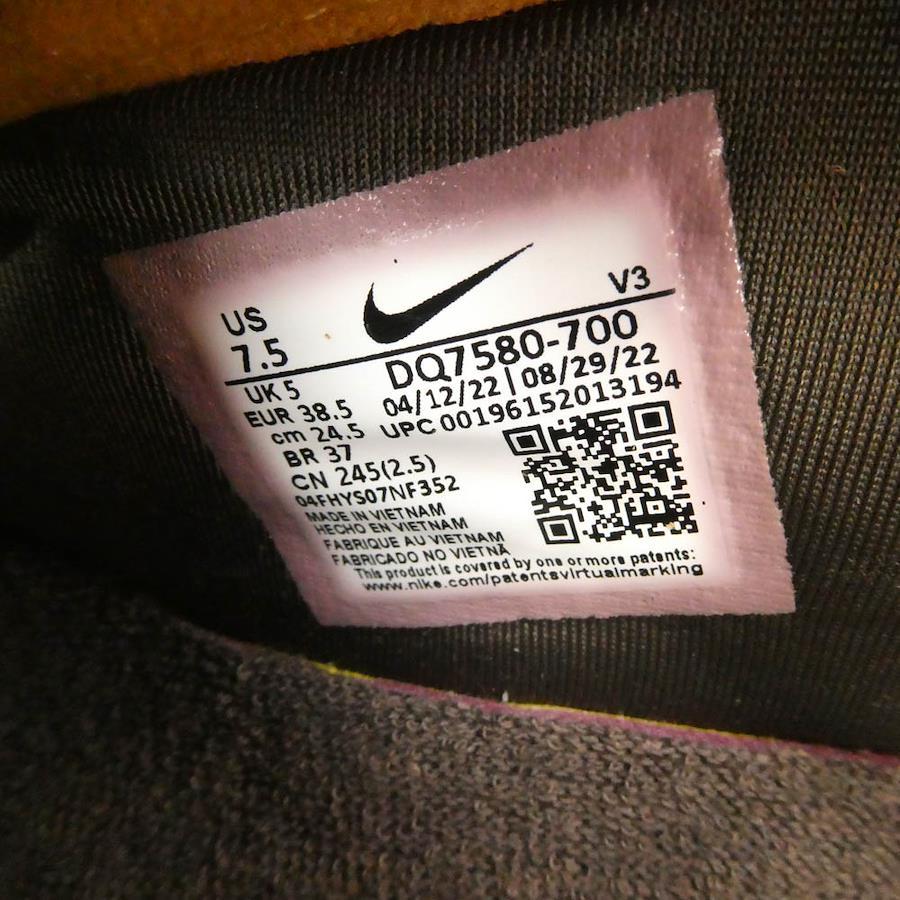 US
7.5
V3
UK 5
EUR 38.5
cm 24.5
BR 37
CN 245(2.5)
DQ7580-700
04/12/22 | 08/29/22
UPC 00196152013194
04FHYS07NF352
MADE IN VIETNAM
HECHO EN VIETNAM
FABRIQUE AU VIETNAM
FABRICADO NO VIETNÃ
This product is covered by one or more patents:
www.nike.com/patentsvirtualmarking